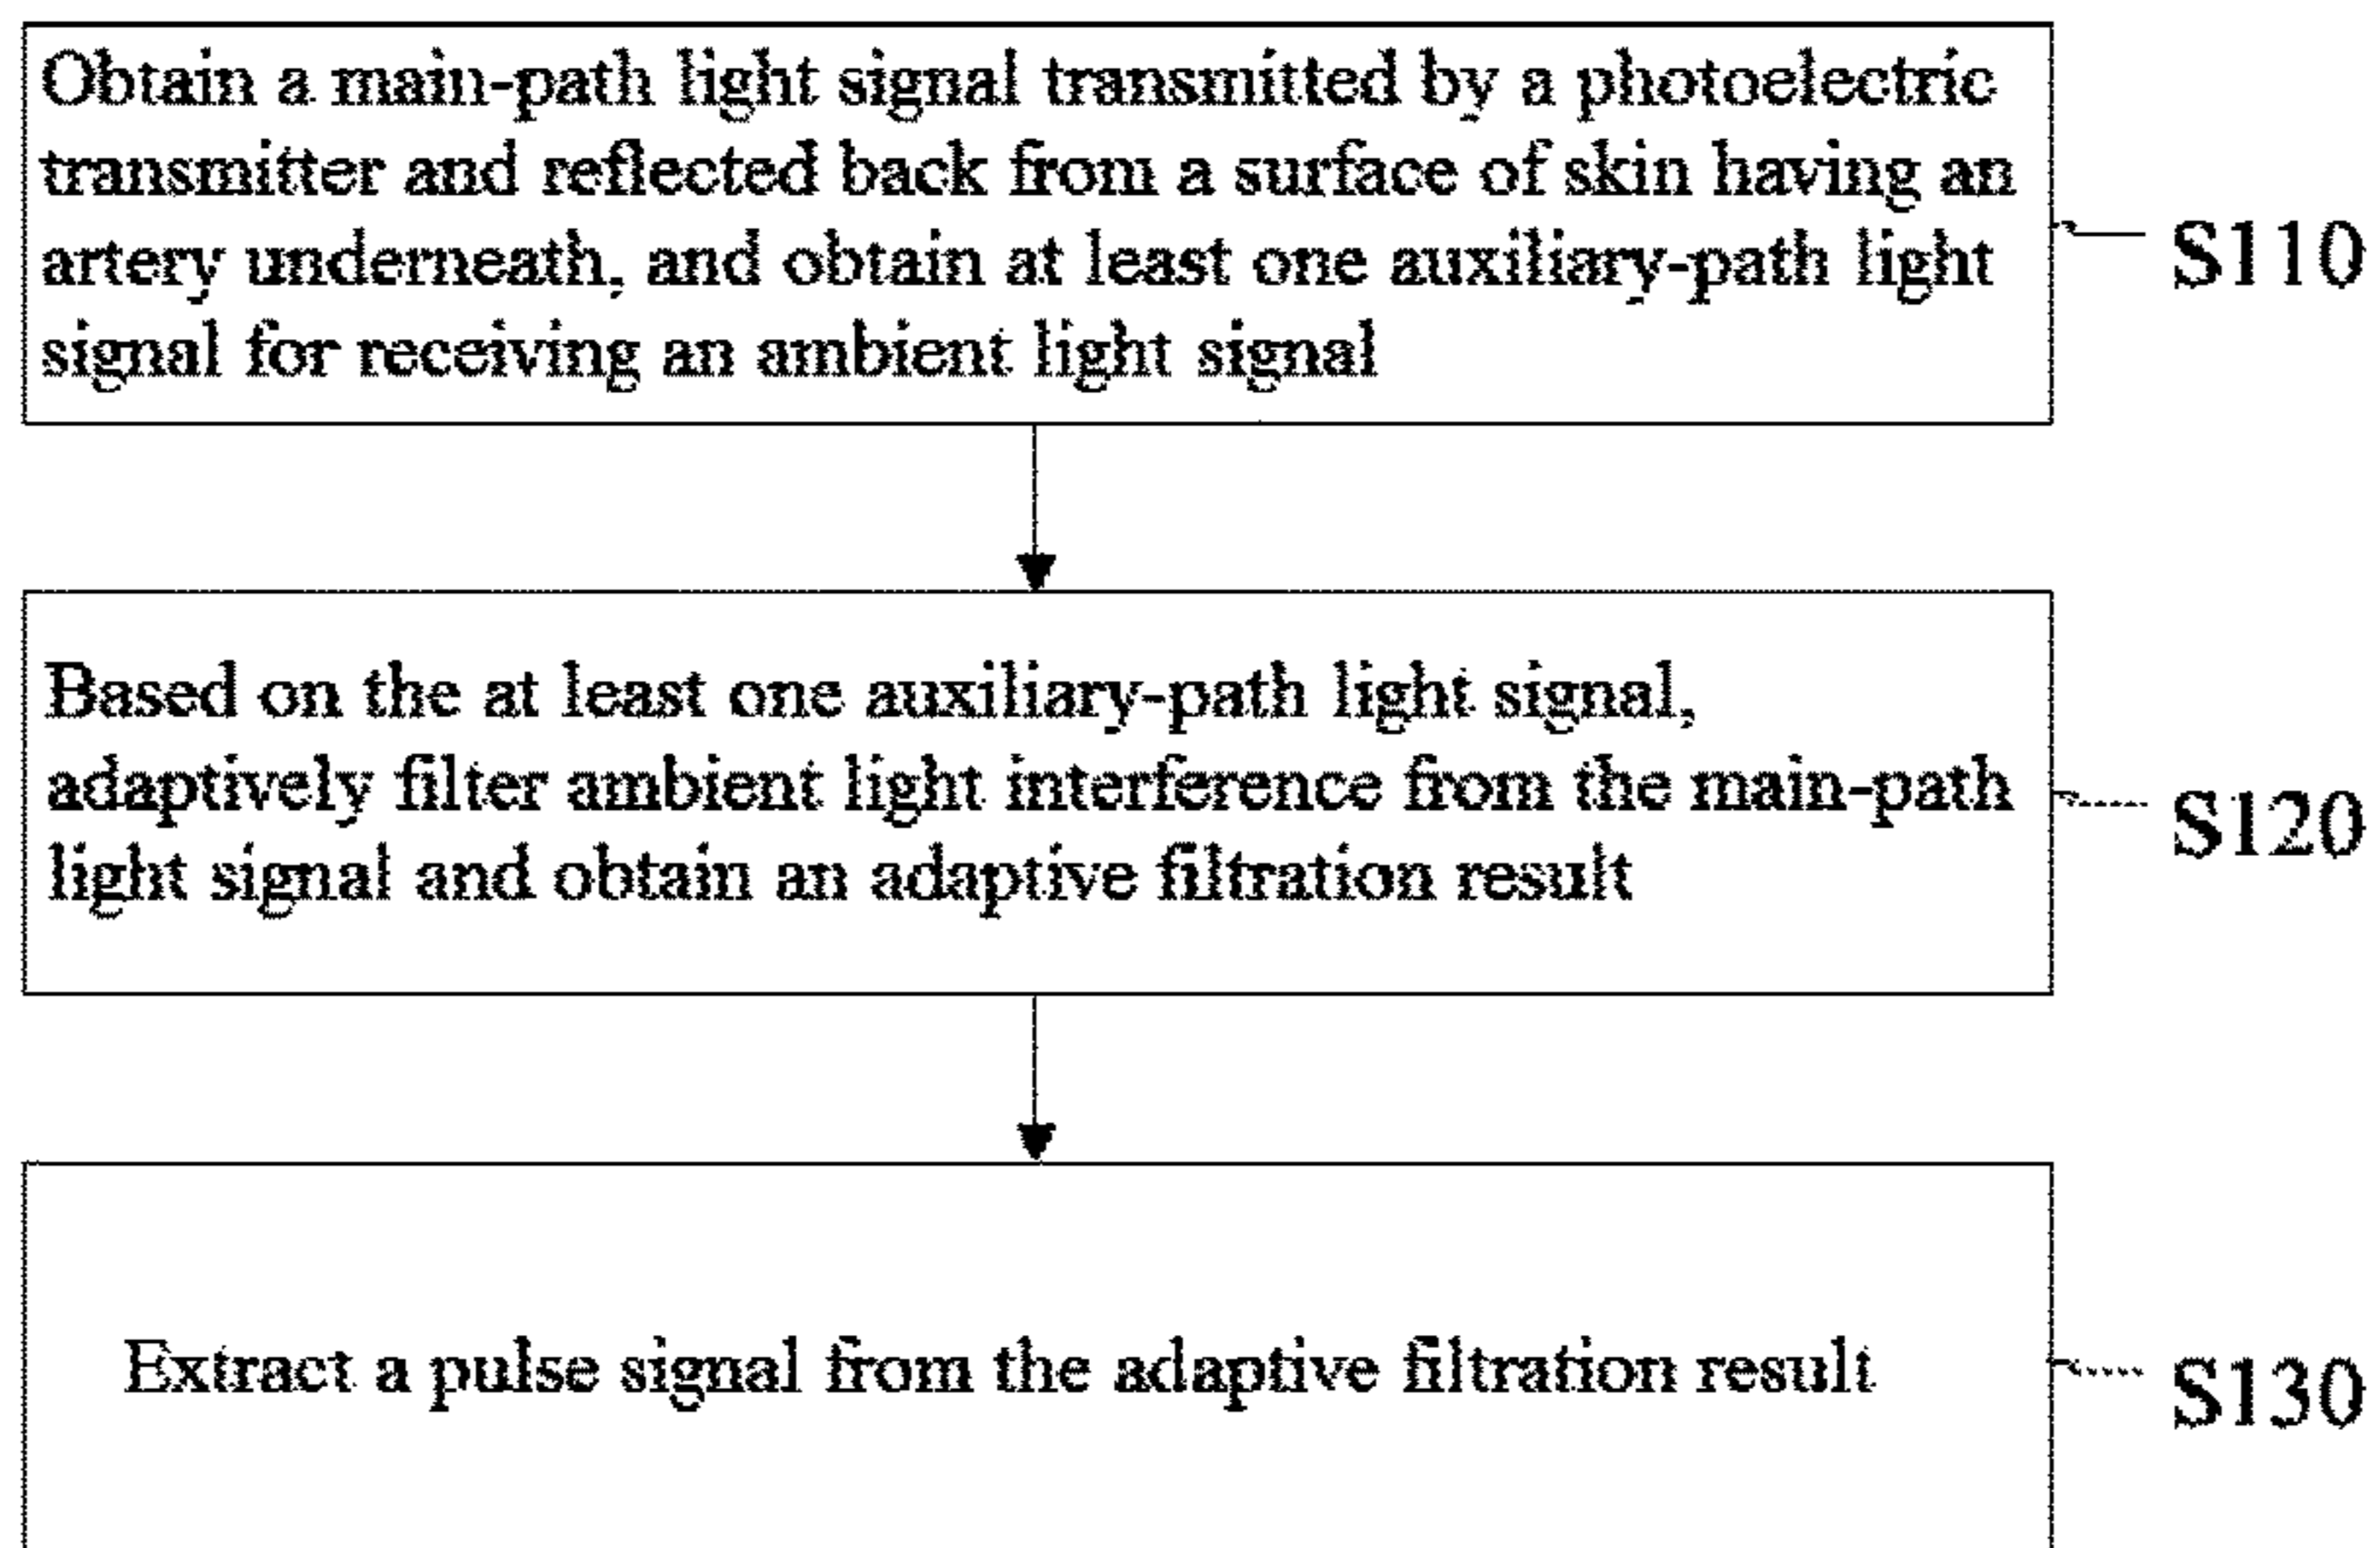 Obtain a main-path light signal transmitted by a photoelectric
transmitter and reflected back from a surface of skin having an
artery underneath, and obtain at least one auxiliary-path light
signal for receiving an ambient light signal
S110
Based on the at least one auxiliary-path light signal,
adaptively filter ambient light interference from the main-path
light signal and obtain an adaptive filtration result
S120
Extract a pulse signal from the adaptive filtration result
S130